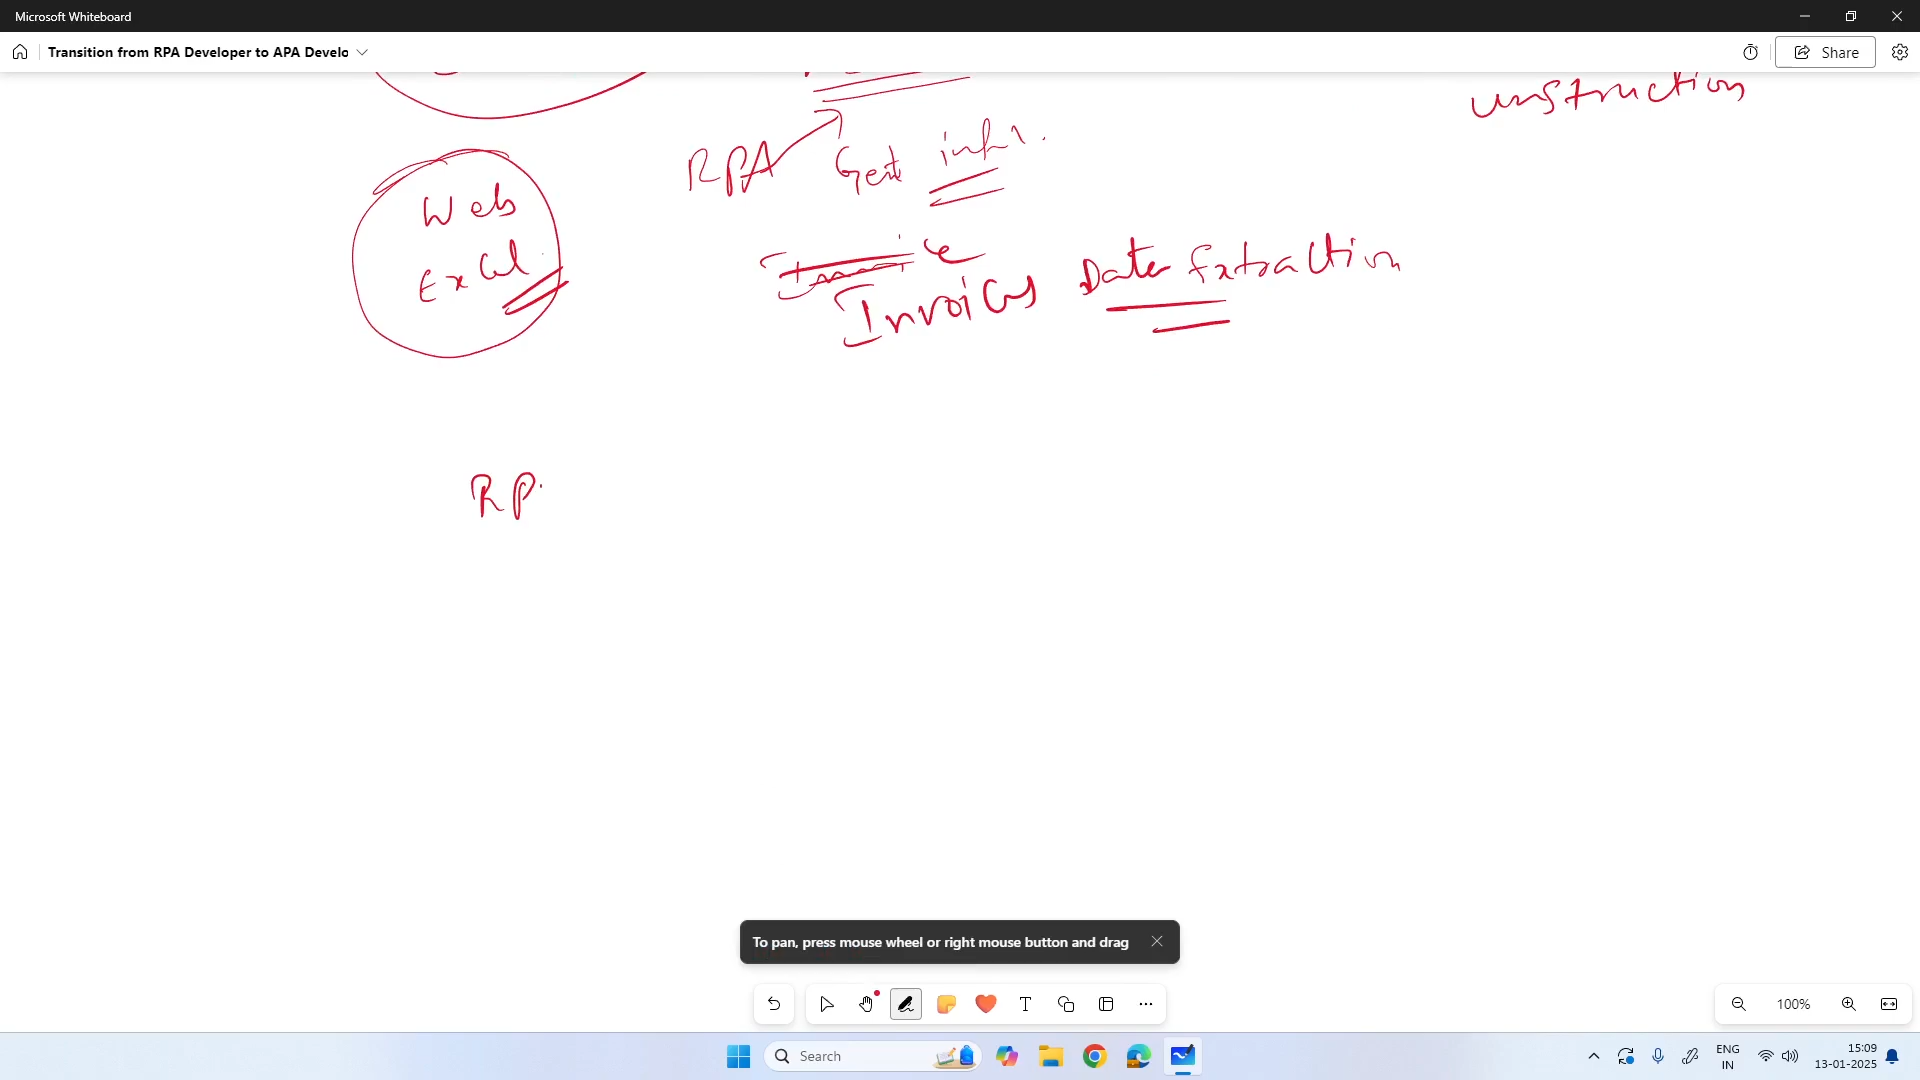 Microsoft Whiteboard
Transition from RPA Developer to APA Develo
Share
unstruction
RPA Get
Web
Excel
Invoices Data Extraction
RP
To pan, press mouse wheel or right mouse button and drag
100%
Search
ENG
IN
15:09
13-01-2025